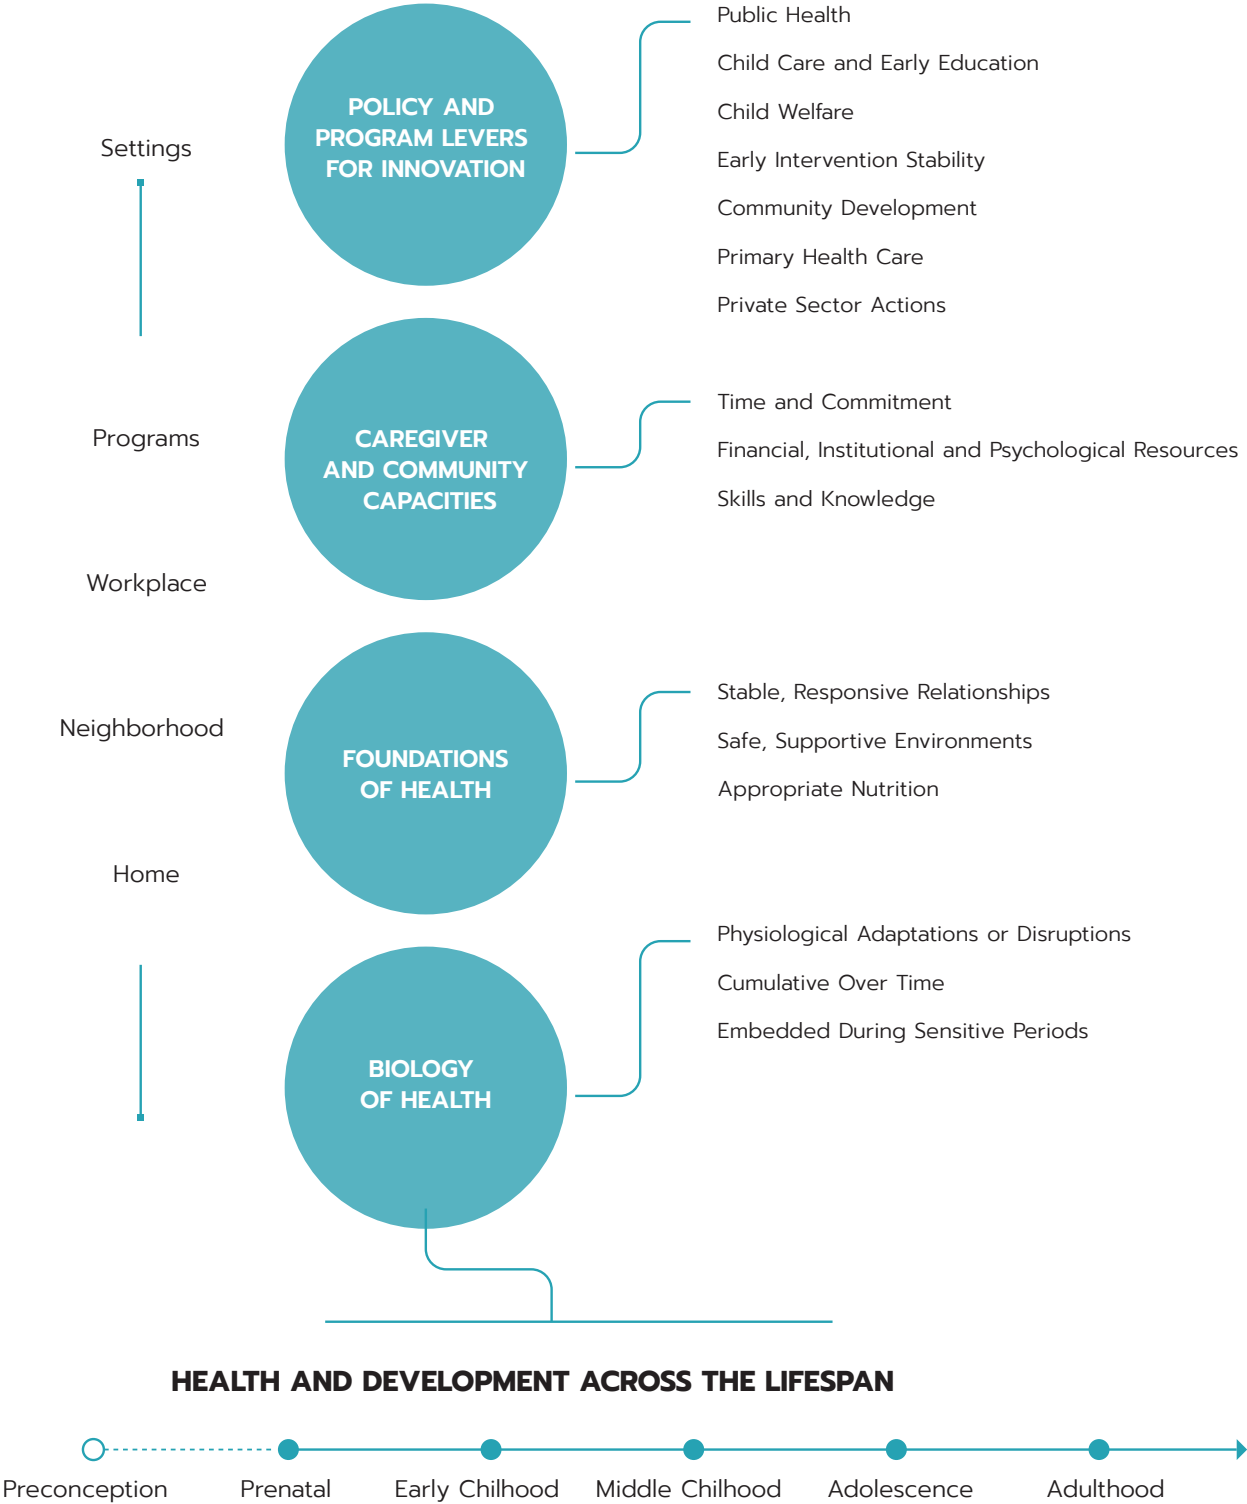 Settings
Programs
Workplace
Neighborhood
Home
POLICY AND
PROGRAM LEVERS
FOR INNOVATION
Public Health
Child Care and Early Education
Child Welfare
Early Intervention Stability
Community Development
Primary Health Care
Private Sector Actions
CAREGIVER
AND COMMUNITY
CAPACITIES
Time and Commitment
Financial, Institutional and Psychological Resources
Skills and Knowledge
FOUNDATIONS
OF HEALTH
Stable, Responsive Relationships
Safe, Supportive Environments
Appropriate Nutrition
BIOLOGY
OF HEALTH
Physiological Adaptations or Disruptions
Cumulative Over Time
Embedded During Sensitive Periods
HEALTH AND DEVELOPMENT ACROSS THE LIFESPAN
Preconception
Prenatal
Early Chilhood
Middle Chilhood
Adolescence
Adulthood